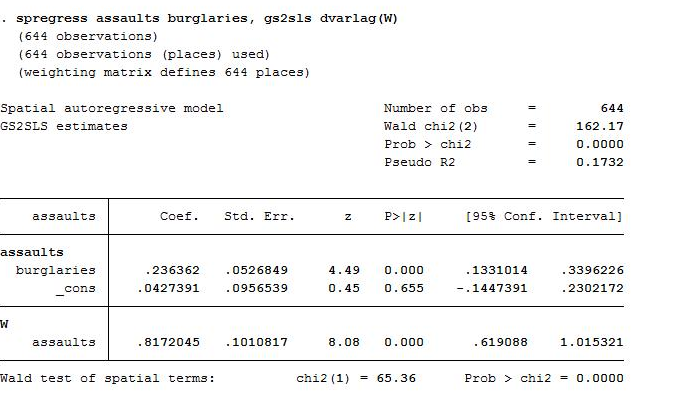 . spregress assaults burglaries, gs2sls dvarlag(W)
(644 observations)
(644 observations (places) used)
(weighting matrix defines 644 places)
Spatial autoregressive model Number of obs = 644
GS2SLS estimates Wald chi2(2) = 162.17
Prob > chi2 = 0.0000
Pseudo R2 = 0.1732
assaults Coef. Std. Err. z P>|z| [95% Conf. Interval]
assaults
burglaries .236362 .0526849 4.49 0.000 .1331014 .3396226
_cons .0427391 .0956539 0.45 0.655 -.1447391 .2302172
W
assaults .8172045 .1010817 8.08 0.000 .619088 1.015321
Wald test of spatial terms: chi2(1) = 65.36 Prob > chi2 = 0.0000